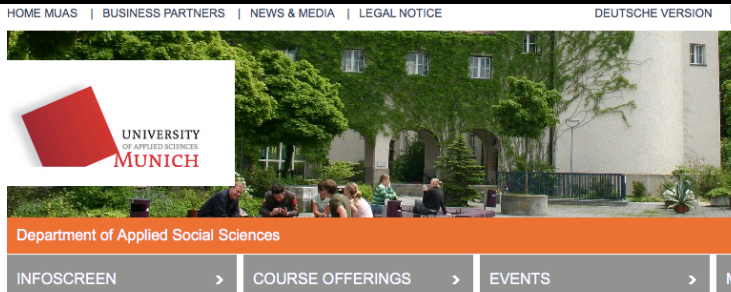 HOME MUAS | BUSINESS PARTNERS | NEWS & MEDIA | LEGAL NOTICE DEUTSCHE VERSION
UNIVERSITY
OF APPLIED SCIENCES
MUNICH
Department of Applied Social Sciences
INFOSCREEN > COURSE OFFERINGS > EVENTS >